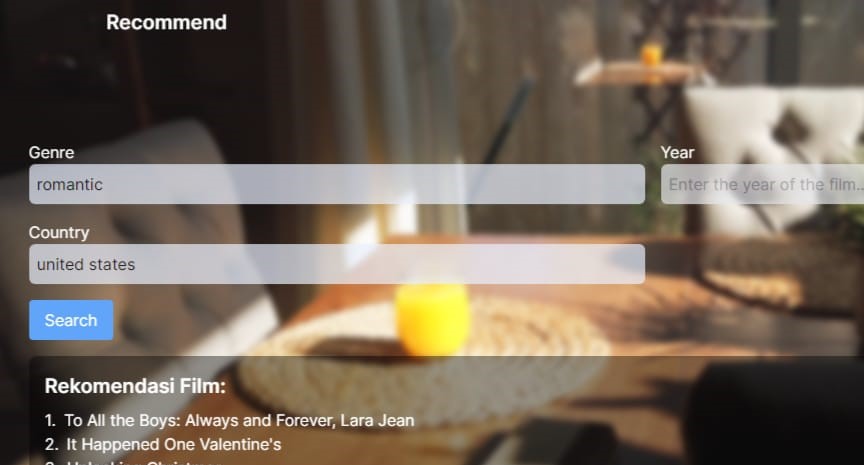 Recommend
Genre
Year
romantic
Enter the year of the film...
Country
united states
Search
Rekomendasi Film:
1. To All the Boys: Always and Forever, Lara Jean
2. It Happened One Valentine's